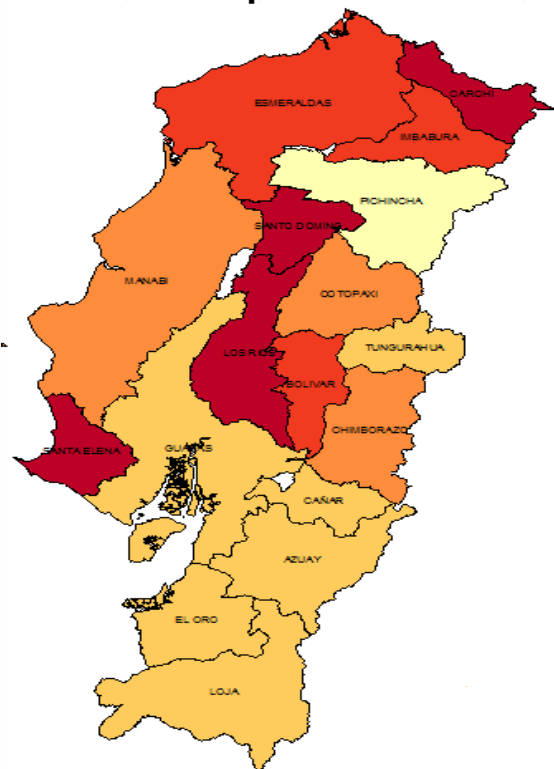 ESMERALDAS
CARCHI
IMBABURA
PICHINCHA
SANTO DOMING
MANABI
COTOPAXI
TUNGURAHUA
LOS RIOS
BOLIVAR
CHIMBORAZO
SANTA ELENA
GUAYAS
CAÑAR
AZUAY
EL ORO
LOJA